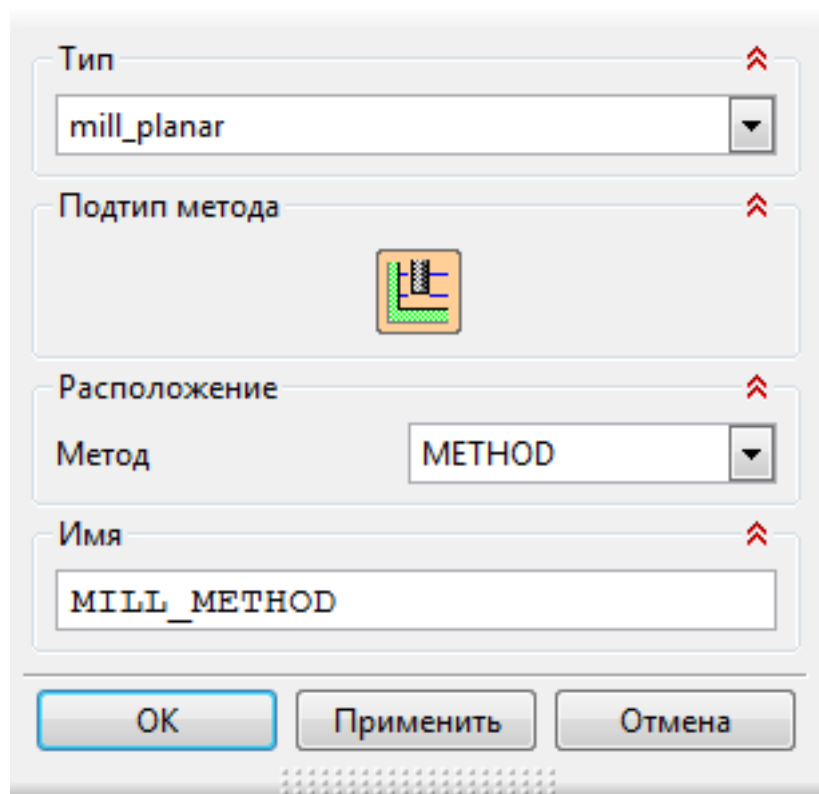 Тип
mill_planar
Подтип метода
Расположение
Метод METHOD
Имя
MILL_METHOD
OK Применить Отмена